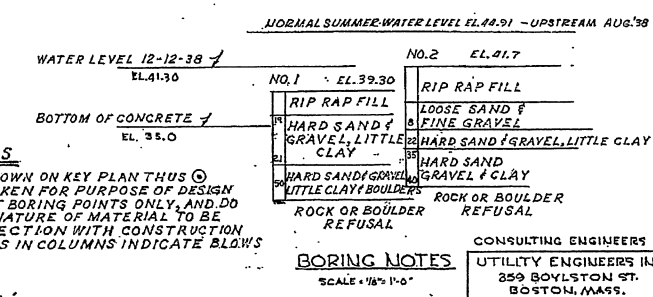 NORMAL SUMMER WATER LEVEL EL.44.91 - UPSTREAM AUG.'38
WATER LEVEL 12-12-38
EL.41.30
NO.1 EL.39.30
NO.2 EL.41.7
RIP RAP FILL
RIP RAP FILL
LOOSE SAND &
8 FINE GRAVEL
BOTTOM OF CONCRETE
EL. 35.0
19
HARD SAND &
GRAVEL, LITTLE
CLAY
21
22 HARD SAND & GRAVEL, LITTLE CLAY
35
HARD SAND
GRAVEL & CLAY
40
50
HARD SAND & GRAVEL
LITTLE CLAY & BOULDERS
ROCK OR BOULDER
REFUSAL
ROCK OR BOULDER
REFUSAL
S
OWN ON KEY PLAN THUS
KEN FOR PURPOSE OF DESIGN
T BORING POINTS ONLY, AND DO
NATURE OF MATERIAL TO BE
ECTION WITH CONSTRUCTION
S IN COLUMNS INDICATE BLOWS
BORING NOTES
SCALE = 1/8" = 1'-0"
CONSULTING ENGINEERS
UTILITY ENGINEERS IN
359 BOYLSTON ST.
BOSTON, MASS.